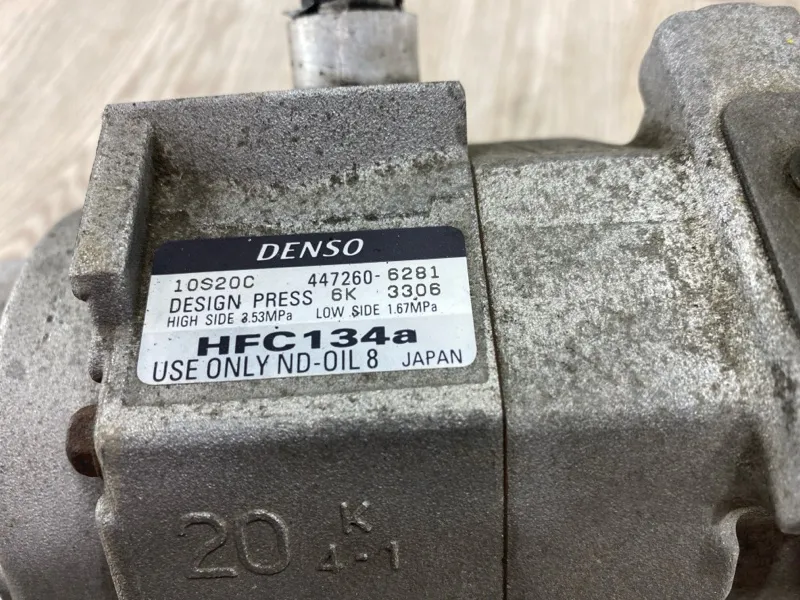 DENSO
10S20C 447260-6281
DESIGN PRESS 6K 3306
HIGH SIDE 3.53MPa LOW SIDE 1.67MPa
HFC134a
USE ONLY ND-OIL 8 JAPAN
20 K
4-1